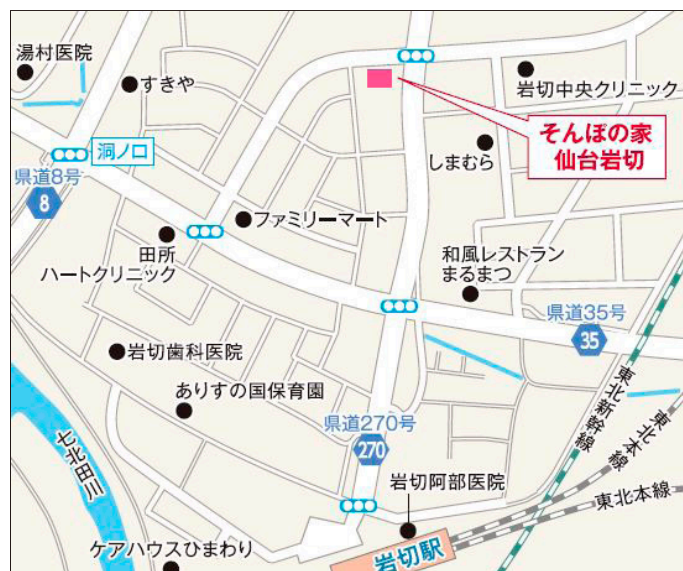 湯村医院
すきや
岩切中央クリニック
そんぽの家
仙台岩切
洞ノ口
しまむら
県道8号
8
ファミリーマート
田所
ハートクリニック
和風レストラン
まるまつ
県道35号
35
岩切歯科医院
ありすの国保育園
東北新幹線
東北本線
東北本線
七北田川
県道270号
270
岩切阿部医院
ケアハウスひまわり
岩切駅